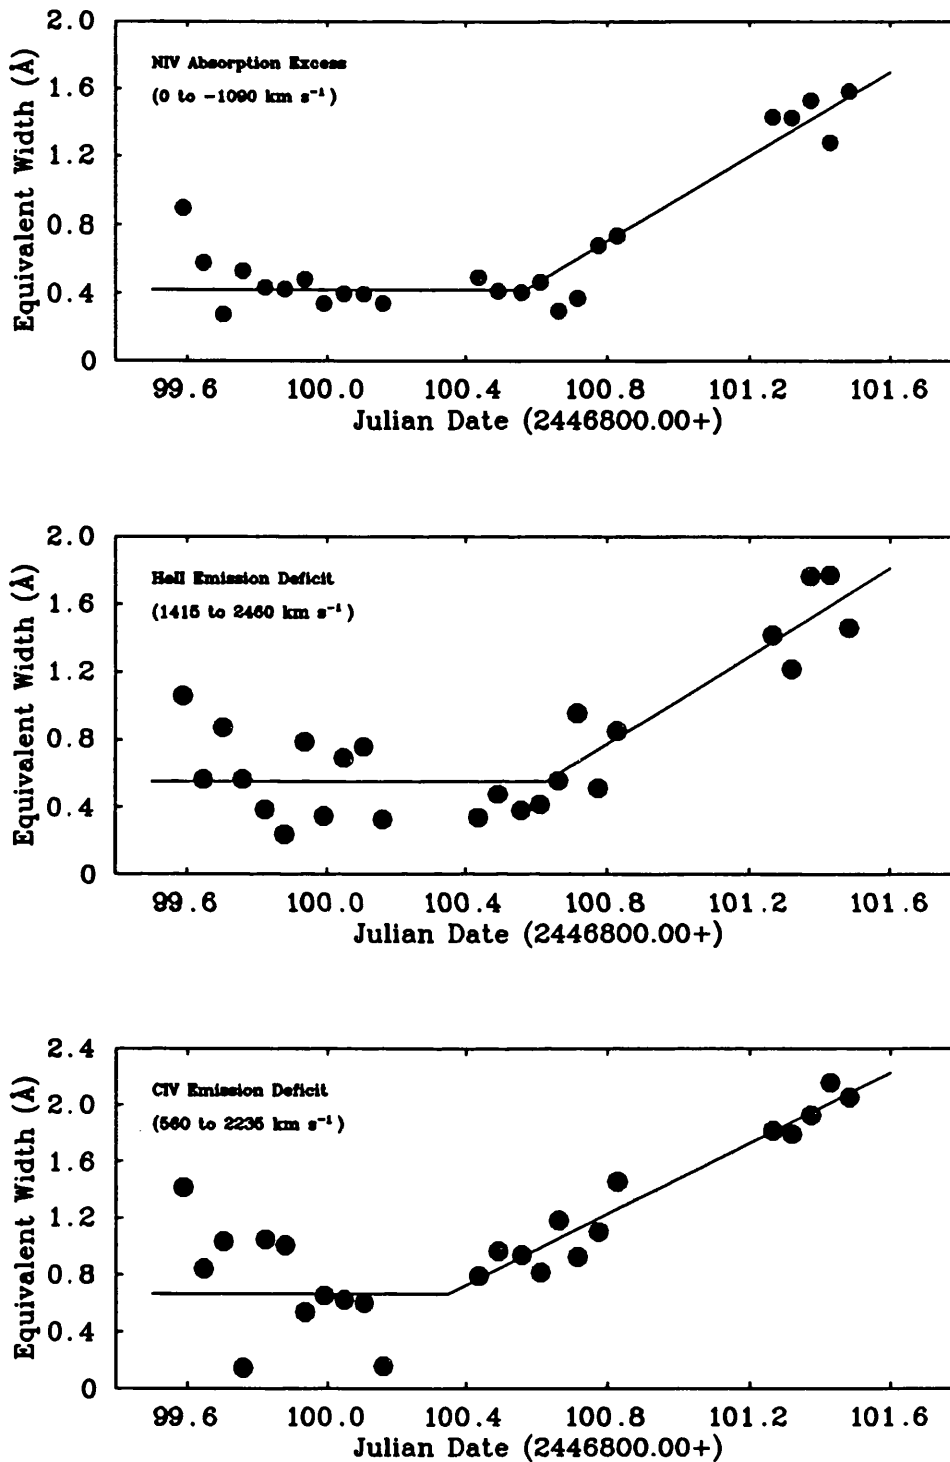 2.0
NIV Absorption Excess
(0 to -1090 km s⁻¹)
1.6
1.2
0.8
0.4
0
Equivalent Width (Å)
99.6 100.0 100.4 100.8 101.2 101.6
Julian Date (2446800.00+)
2.0
HeII Emission Deficit
(1415 to 2460 km s⁻¹)
1.6
1.2
0.8
0.4
0
Equivalent Width (Å)
99.6 100.0 100.4 100.8 101.2 101.6
Julian Date (2446800.00+)
2.4
CIV Emission Deficit
(560 to 2235 km s⁻¹)
2.0
1.6
1.2
0.8
0.4
0
Equivalent Width (Å)
99.6 100.0 100.4 100.8 101.2 101.6
Julian Date (2446800.00+)